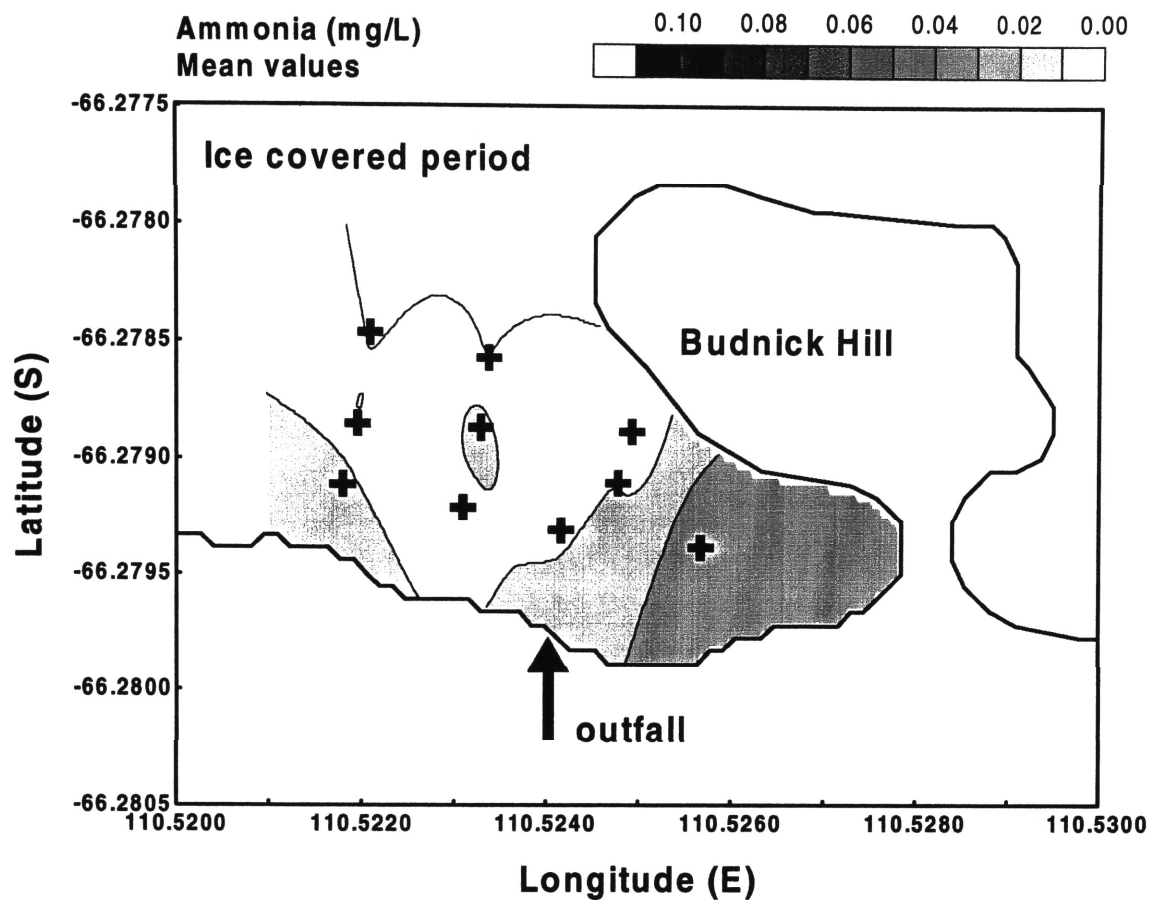 Ammonia (mg/L)
Mean values
0.10 0.08 0.06 0.04 0.02 0.00
-66.2775
Ice covered period
-66.2780
-66.2785
Budnick Hill
-66.2790
-66.2795
-66.2800
outfall
-66.2805
110.5200 110.5220 110.5240 110.5260 110.5280 110.5300
Latitude (S)
Longitude (E)